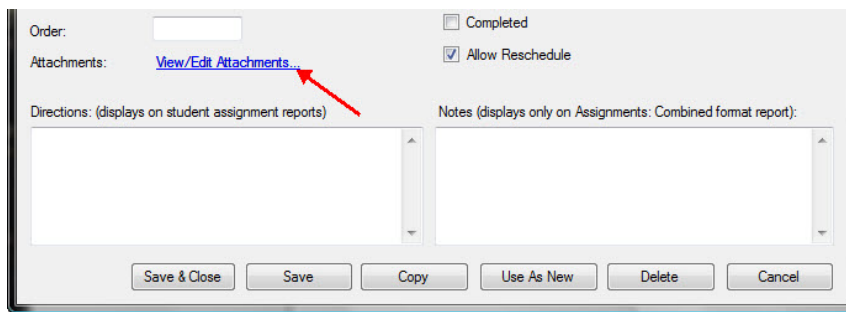 Order:
Completed
Attachments: View/Edit Attachments...
Allow Reschedule
Directions: (displays on student assignment reports)
Notes (displays only on Assignments: Combined format report):
Save & Close Save Copy Use As New Delete Cancel